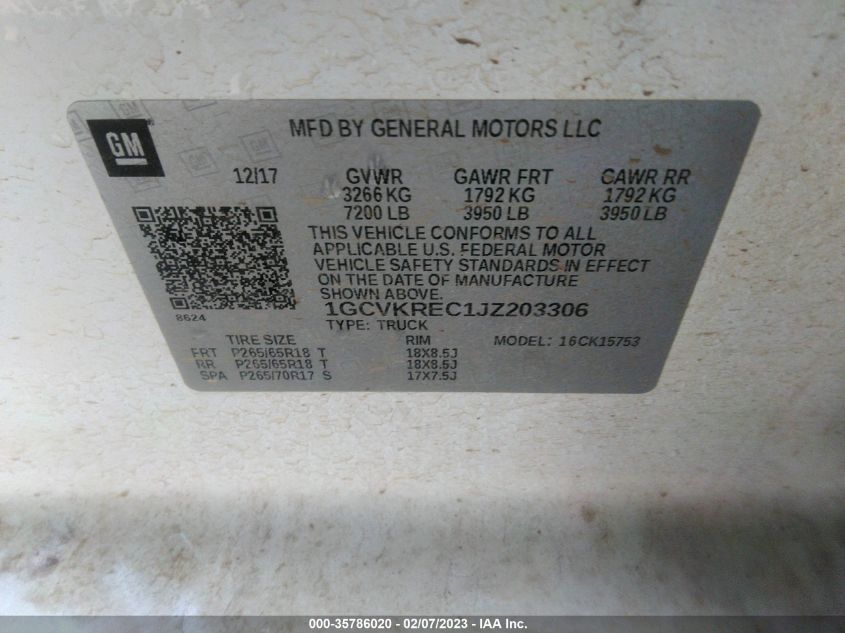 GM
MFD BY GENERAL MOTORS LLC
12/17 GVWR GAWR FRT GAWR RR
3266 KG 1792 KG 1792 KG
7200 LB 3950 LB 3950 LB
THIS VEHICLE CONFORMS TO ALL
APPLICABLE U.S. FEDERAL MOTOR
VEHICLE SAFETY STANDARDS IN EFFECT
ON THE DATE OF MANUFACTURE
SHOWN ABOVE.
8624
1GCVKREC1JZ203306
TYPE: TRUCK
TIRE SIZE RIM MODEL: 16CK15753
FRT P265/65R18 T 18X8.5J
RR P265/65R18 T 18X8.5J
SPA P265/70R17 S 17X7.5J
000-35786020 - 02/07/2023 - IAA Inc.